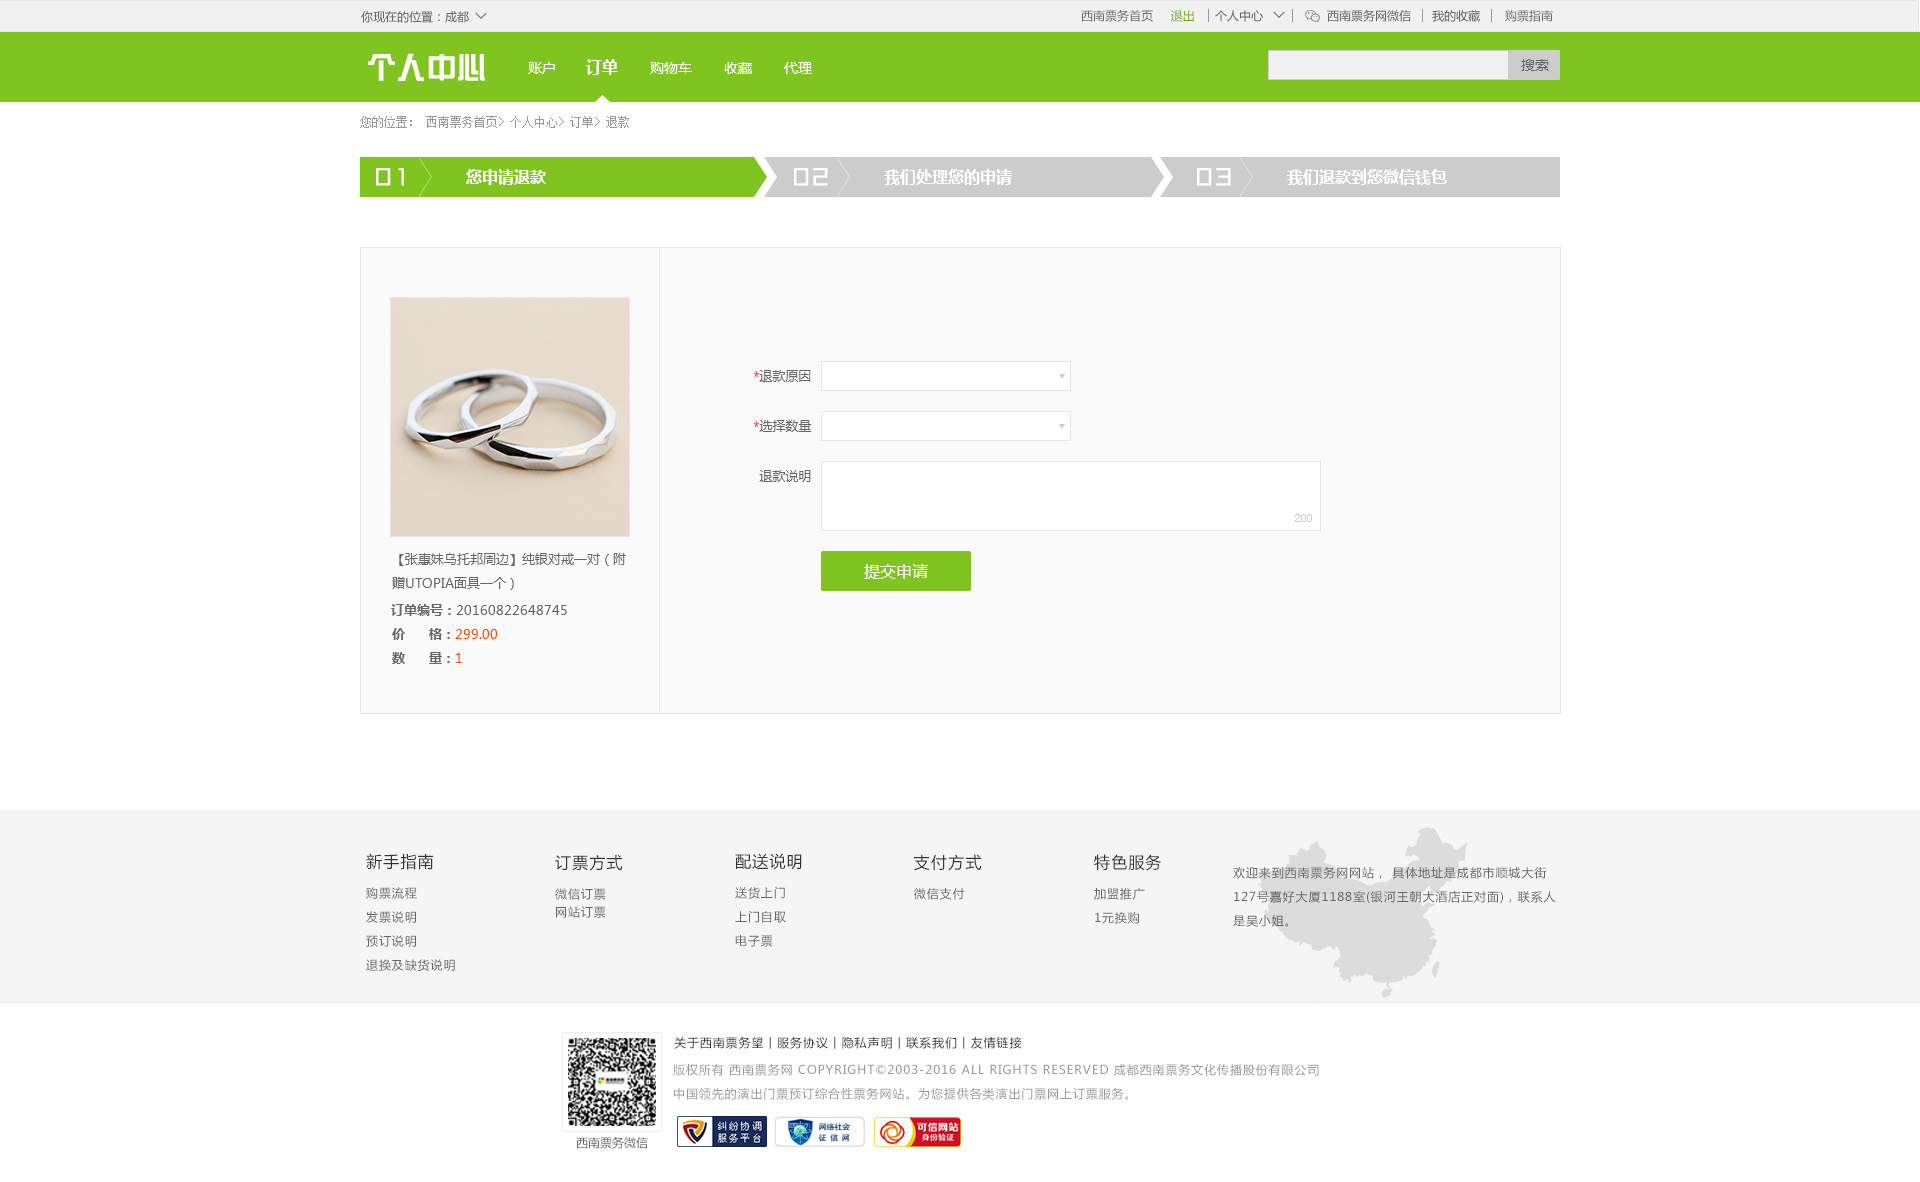 你现在的位置：成都
西南票务首页 退出 个人中心 西南票务网微信 我的收藏 购票指南
个人中心 账户 订单 购物车 收藏 代理 搜索
您的位置： 西南票务首页> 个人中心> 订单> 退款
01 您申请退款 02 我们处理您的申请 03 我们退款到您微信钱包
*退款原因
*选择数量
退款说明
200
提交申请
【张惠妹乌托邦周边】纯银对戒一对（附
赠UTOPIA面具一个）
订单编号：20160822648745
价 格：299.00
数 量：1
新手指南
购票流程
发票说明
预订说明
退换及缺货说明
订票方式
微信订票
网站订票
配送说明
送货上门
上门自取
电子票
支付方式
微信支付
特色服务
加盟推广
1元换购
欢迎来到西南票务网网站， 具体地址是成都市顺城大街
127号嘉好大厦1188室(银河王朝大酒店正对面)，联系人
是吴小姐。
西南票务微信
关于西南票务望丨服务协议丨隐私声明丨联系我们丨友情链接
版权所有 西南票务网 COPYRIGHT©2003-2016 ALL RIGHTS RESERVED 成都西南票务文化传播股份有限公司
中国领先的演出门票预订综合性票务网站。为您提供各类演出门票网上订票服务。
纠纷协调
服务平台
网络社会
征信网
可信网站
身份验证